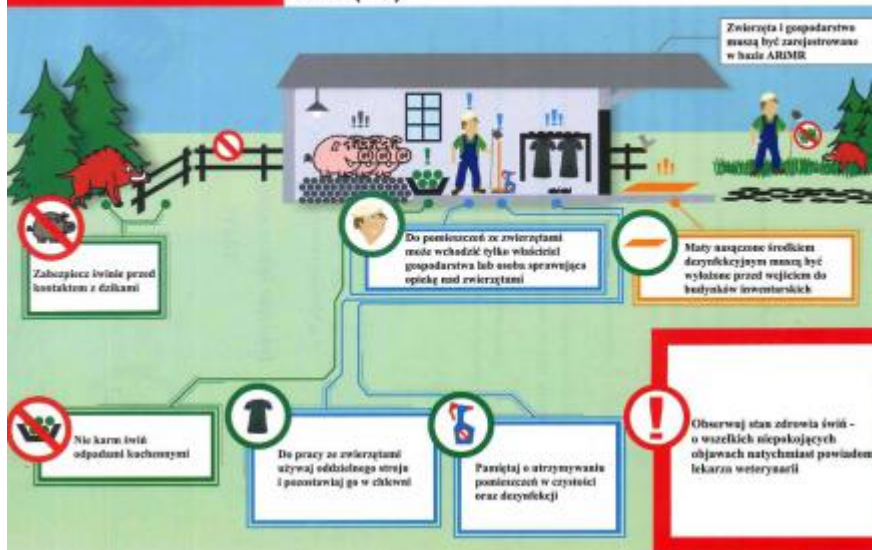 Zwierzęta i gospodarstwo
muszą być zarejestrowane
w bazie ARiMR
Zabezpiecz świnie przed
kontaktem z dzikami
Do pomieszczeń ze zwierzętami
może wchodzić tylko właściciel
gospodarstwa lub osoba sprawująca
opiekę nad zwierzętami
Maty nasączone środkiem
dezynfekcyjnym muszą być
wyłożone przed wejściem do
budynków inwentarskich
Nie karm świń
odpadami kuchennymi
Do pracy ze zwierzętami
używaj oddzielnego stroju
i pozostawiaj go w chlewni
Pamiętaj o utrzymywaniu
pomieszczeń w czystości
oraz dezynfekcji
Obserwuj stan zdrowia świń -
o wszelkich niepokojących
objawach natychmiast powiadom
lekarza weterynarii